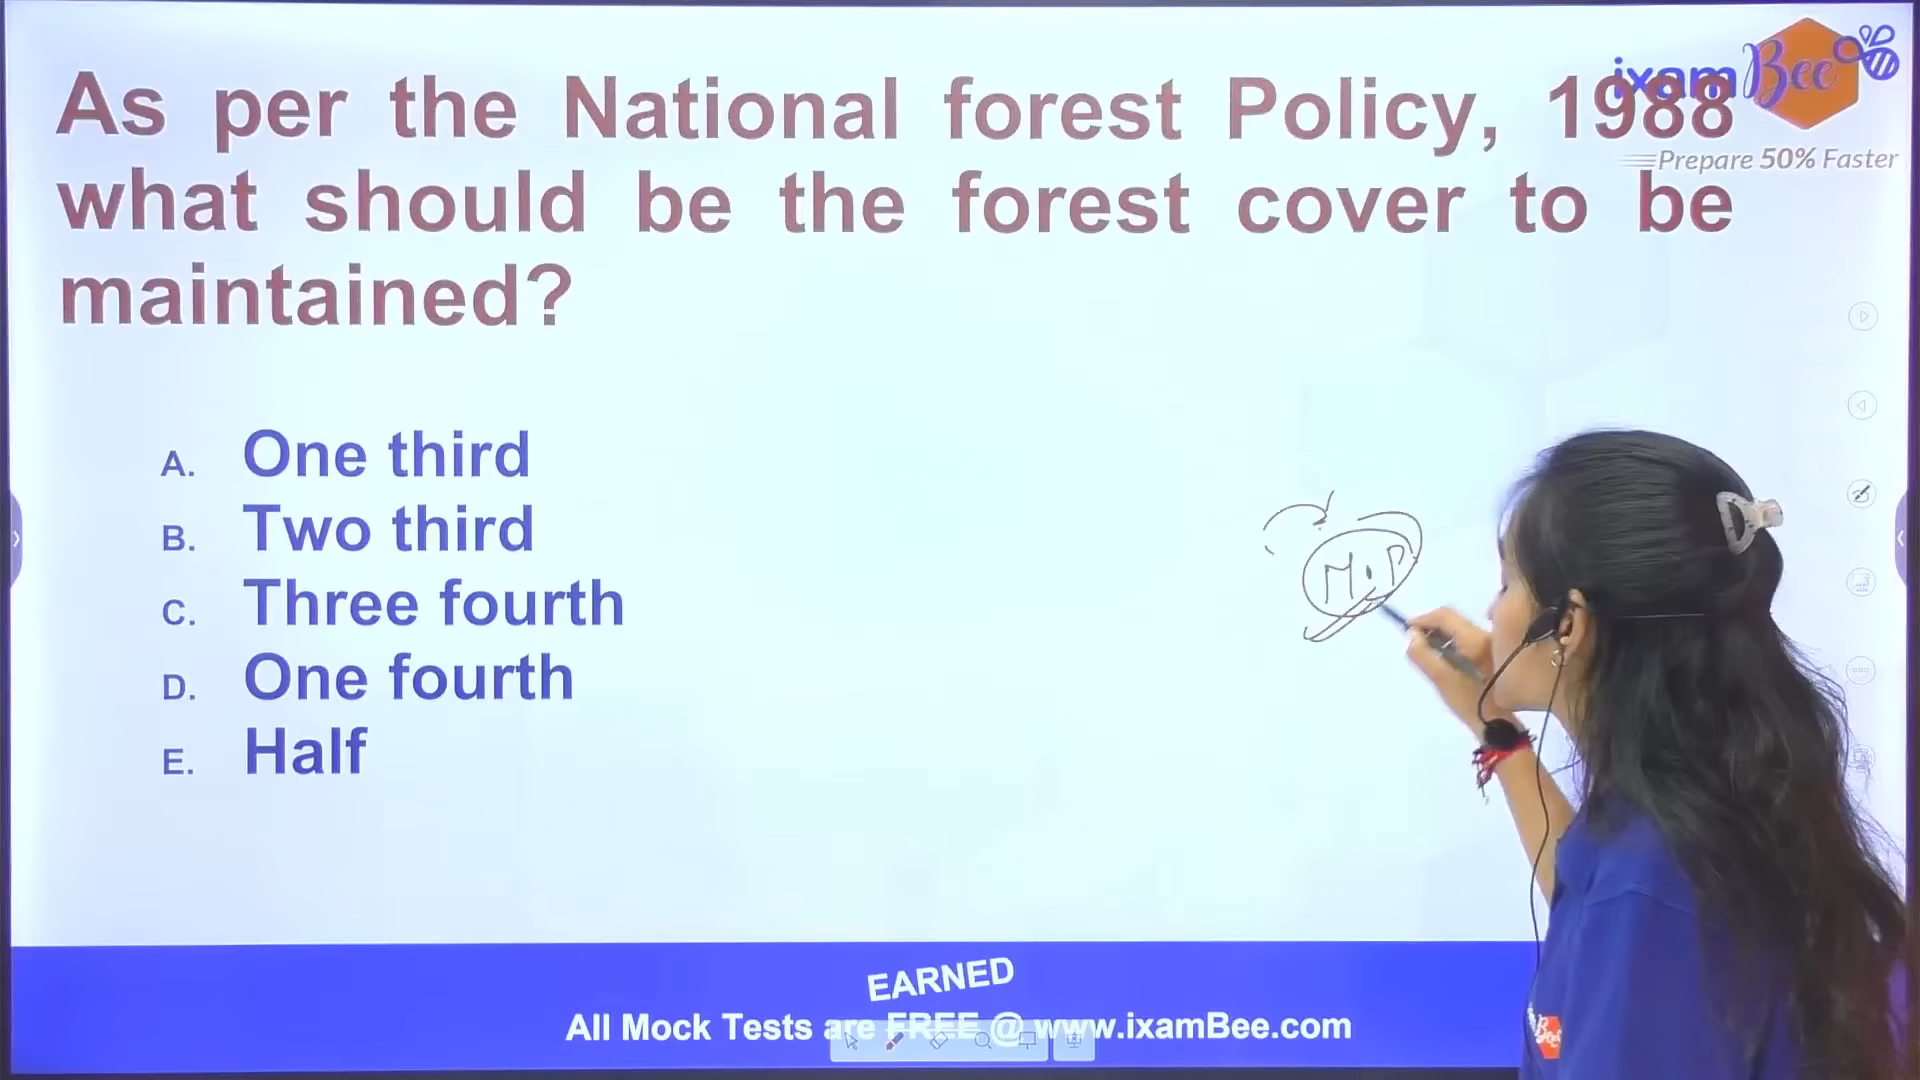 ixamBee
Prepare 50% Faster
As per the National forest Policy, 1988
what should be the forest cover to be
maintained?
A. One third
B. Two third
C. Three fourth
D. One fourth
E. Half
M.P
EARNED
All Mock Tests are FREE @ www.ixamBee.com
Bee